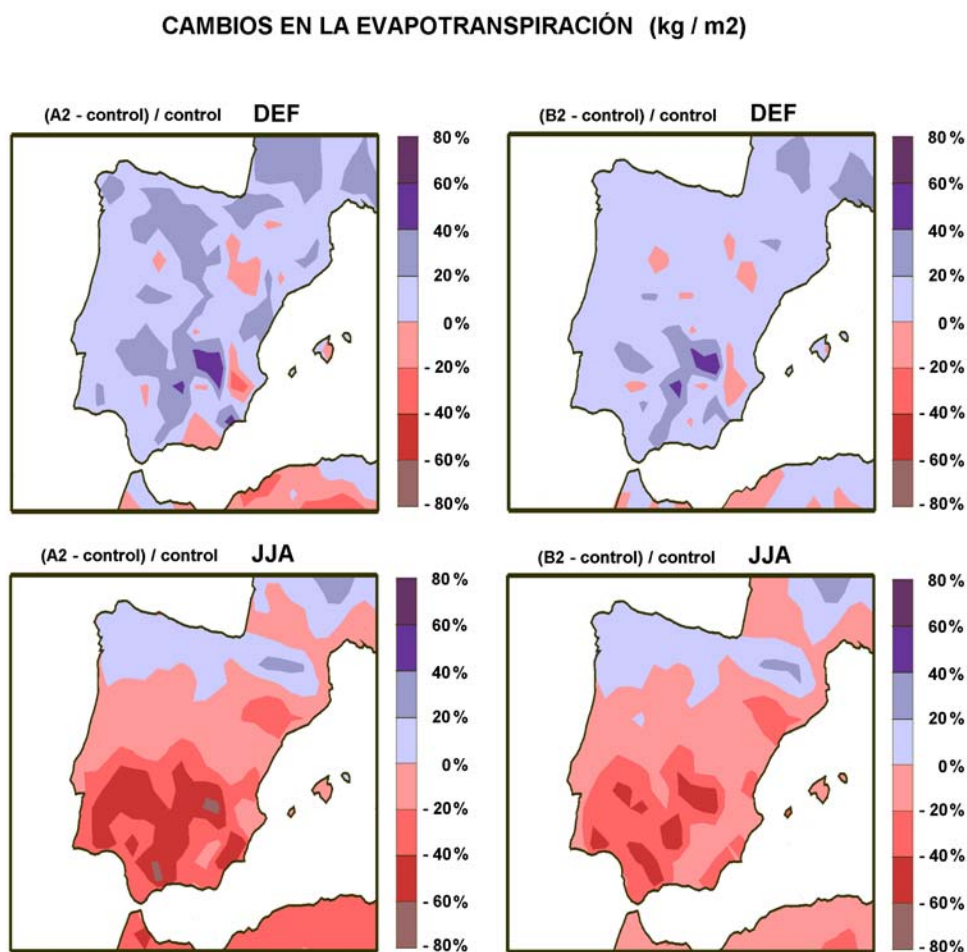 CAMBIOS EN LA EVAPOTRANSPIRACIÓN (kg / m2)
(A2 - control) / control DEF
80 %
60 %
40 %
20 %
0 %
- 20 %
- 40 %
- 60 %
- 80 %
(B2 - control) / control DEF
80 %
60 %
40 %
20 %
0 %
- 20 %
- 40 %
- 60 %
- 80 %
(A2 - control) / control JJA
80 %
60 %
40 %
20 %
0 %
- 20 %
- 40 %
- 60 %
- 80 %
(B2 - control) / control JJA
80 %
60 %
40 %
20 %
0 %
- 20 %
- 40 %
- 60 %
- 80 %